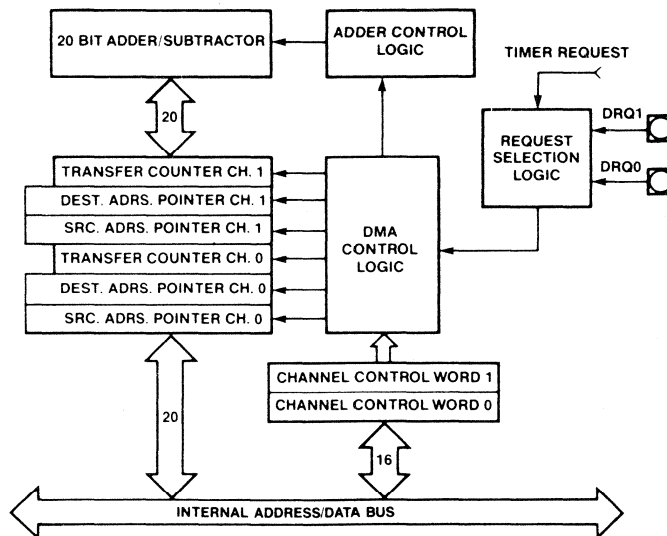 20 BIT ADDER/SUBTRACTOR
ADDER CONTROL
LOGIC
TIMER REQUEST
20
DRQ1
REQUEST
SELECTION
LOGIC
DRQ0
TRANSFER COUNTER CH. 1
DEST. ADRS. POINTER CH. 1
SRC. ADRS. POINTER CH. 1
TRANSFER COUNTER CH. 0
DEST. ADRS. POINTER CH. 0
SRC. ADRS. POINTER CH. 0
DMA
CONTROL
LOGIC
CHANNEL CONTROL WORD 1
CHANNEL CONTROL WORD 0
20
16
INTERNAL ADDRESS/DATA BUS